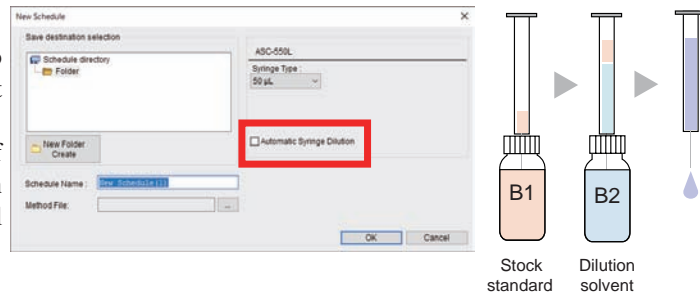 New Schedule
Save destination selection
Schedule directory
Folder
New Folder
Create
ASC-550L
Syringe Type :
50 µL
Automatic Syringe Dilution
Schedule Name :
New Schedule(1)
Method File:
...
OK
Cancel
B1
B2
Stock
standard
Dilution
solvent